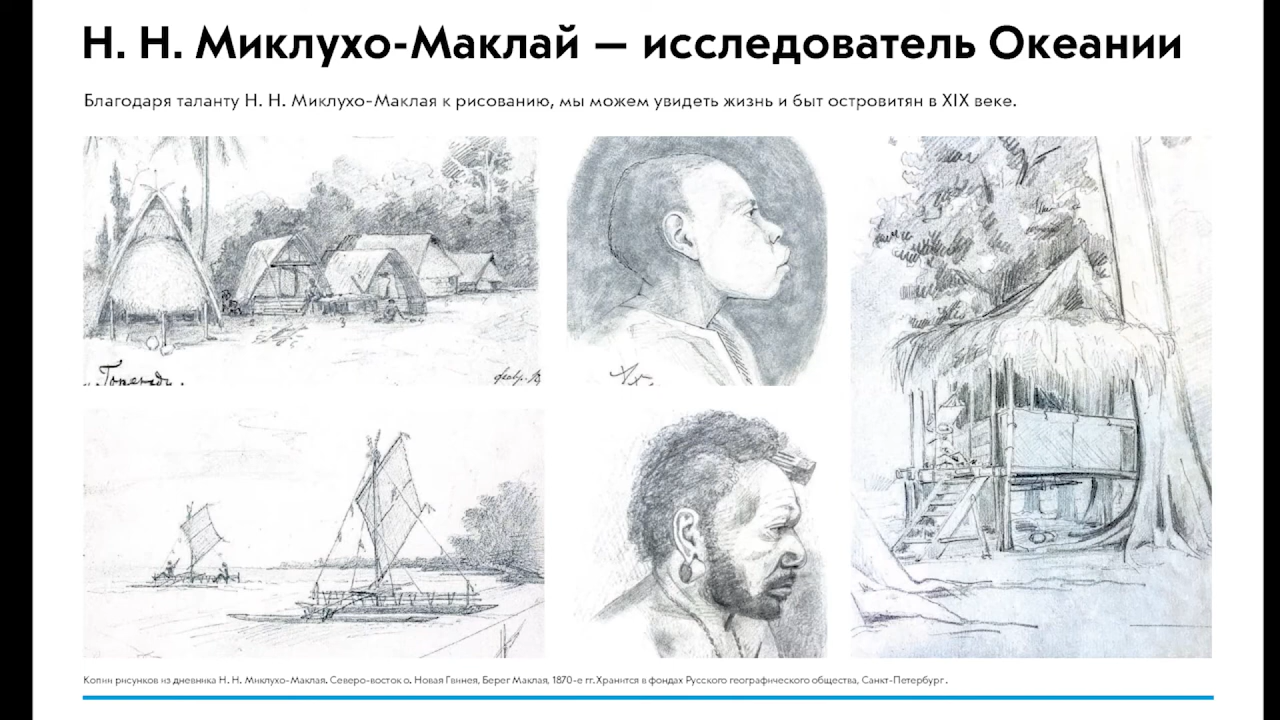 Н. Н. Миклухо-Маклай — исследователь Океании
Благодаря таланту Н. Н. Миклухо-Маклая к рисованию, мы можем увидеть жизнь и быт островитян в XIX веке.
Копии рисунков из дневника Н. Н. Миклухо-Маклая. Северо-восток о. Новая Гвинея, Берег Маклая, 1870-е гг. Хранится в фондах Русского географического общества, Санкт-Петербург.